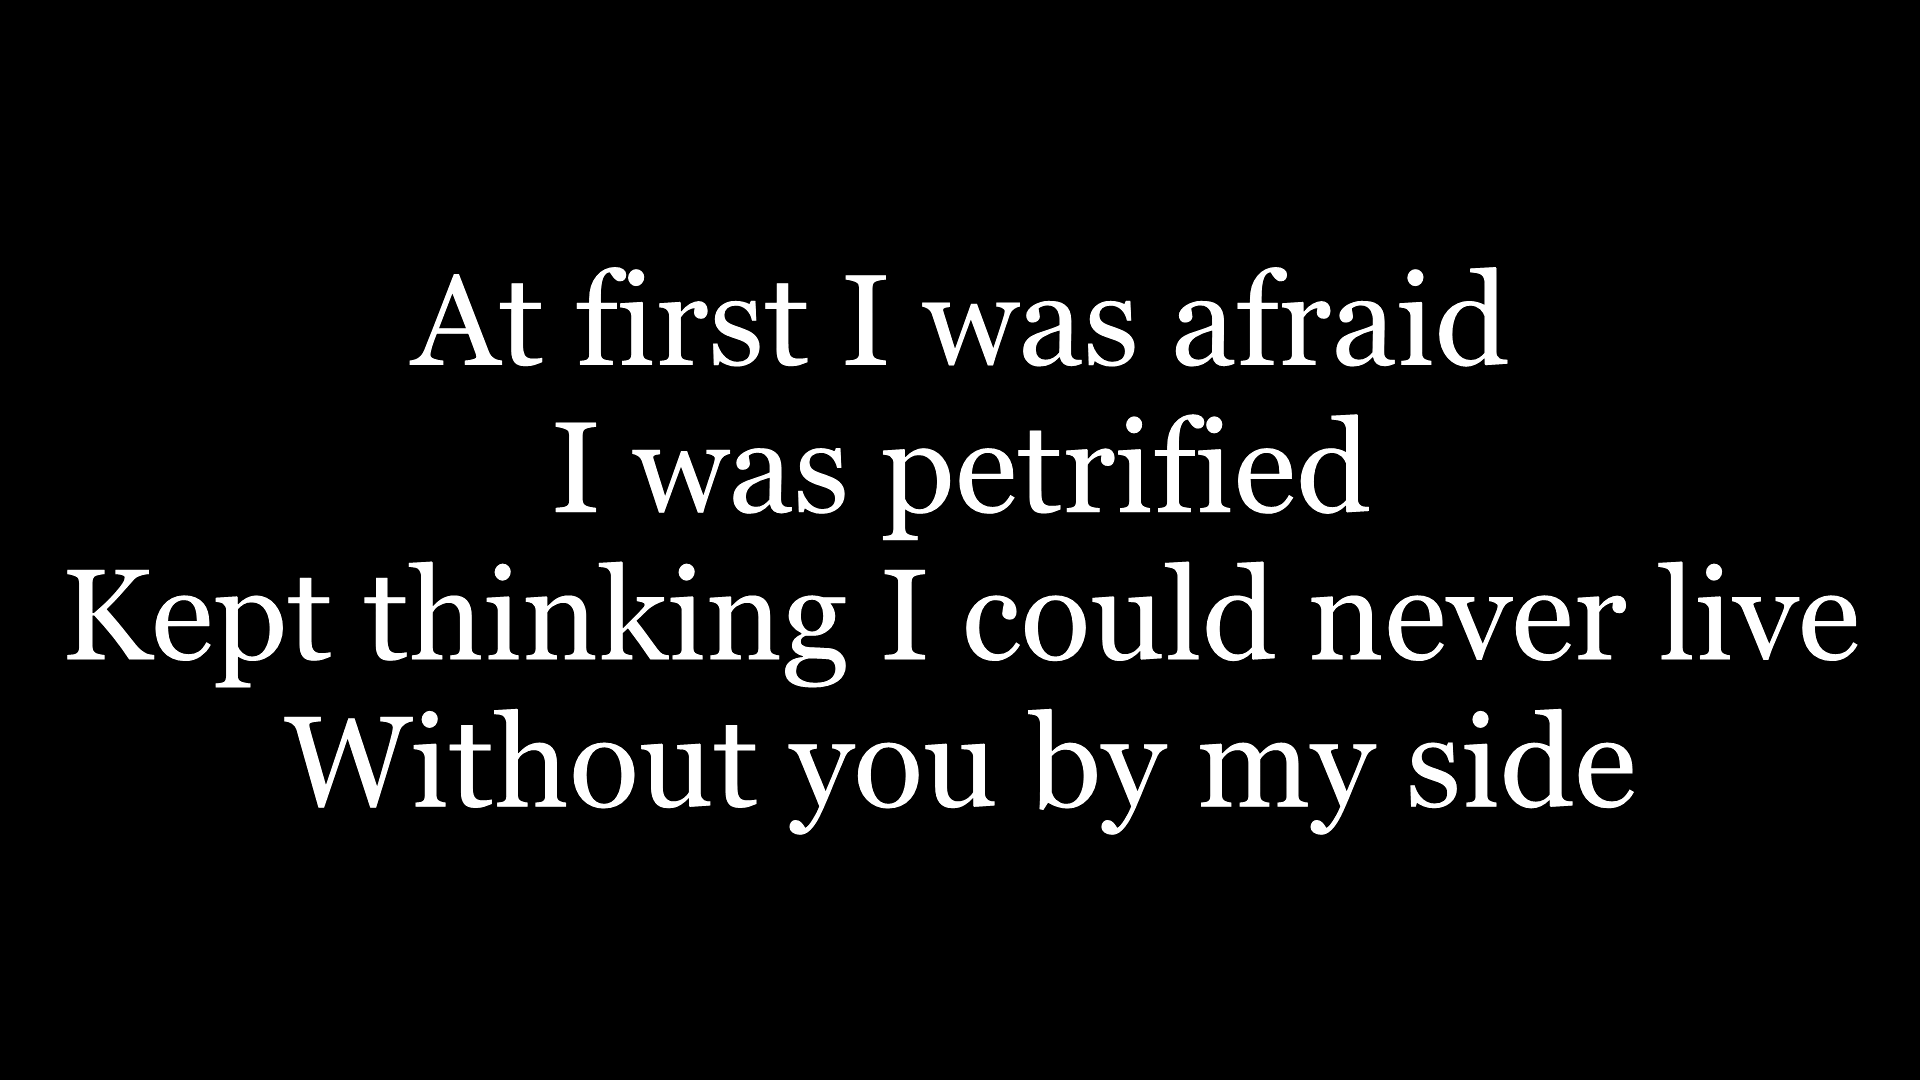 At first I was afraid
I was petrified
Kept thinking I could never live
Without you by my side